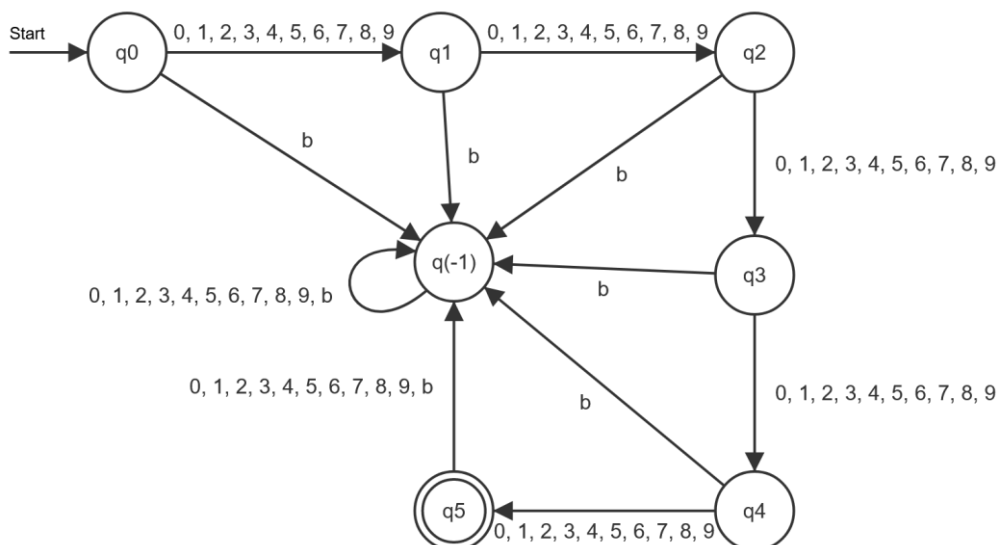 Start
q0
0, 1, 2, 3, 4, 5, 6, 7, 8, 9
q1
0, 1, 2, 3, 4, 5, 6, 7, 8, 9
q2
b
b
b
0, 1, 2, 3, 4, 5, 6, 7, 8, 9
q(-1)
q3
b
0, 1, 2, 3, 4, 5, 6, 7, 8, 9, b
0, 1, 2, 3, 4, 5, 6, 7, 8, 9, b
b
0, 1, 2, 3, 4, 5, 6, 7, 8, 9
q5
q4
0, 1, 2, 3, 4, 5, 6, 7, 8, 9